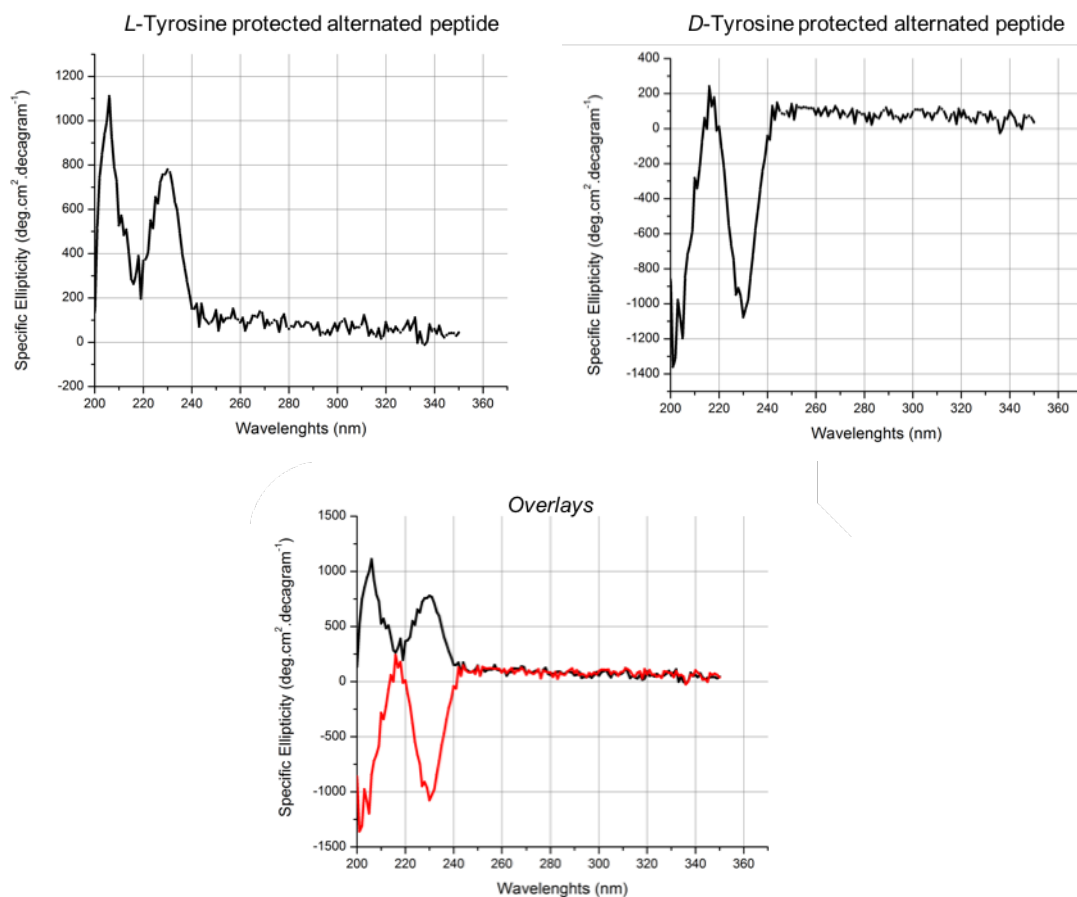 L-Tyrosine protected alternated peptide
Specific Ellipticity (deg.cm2.decagram-1)
1200
1000
800
600
400
200
0
-200
200 220 240 260 280 300 320 340 360
Wavelenghts (nm)
D-Tyrosine protected alternated peptide
Specific Ellipticity (deg.cm2.decagram-1)
400
200
0
-200
-400
-600
-800
-1000
-1200
-1400
200 220 240 260 280 300 320 340 360
Wavelenghts (nm)
Overlays
Specific Ellipticity (deg.cm2.decagram-1)
1500
1000
500
0
-500
-1000
-1500
200 220 240 260 280 300 320 340 360
Wavelenghts (nm)